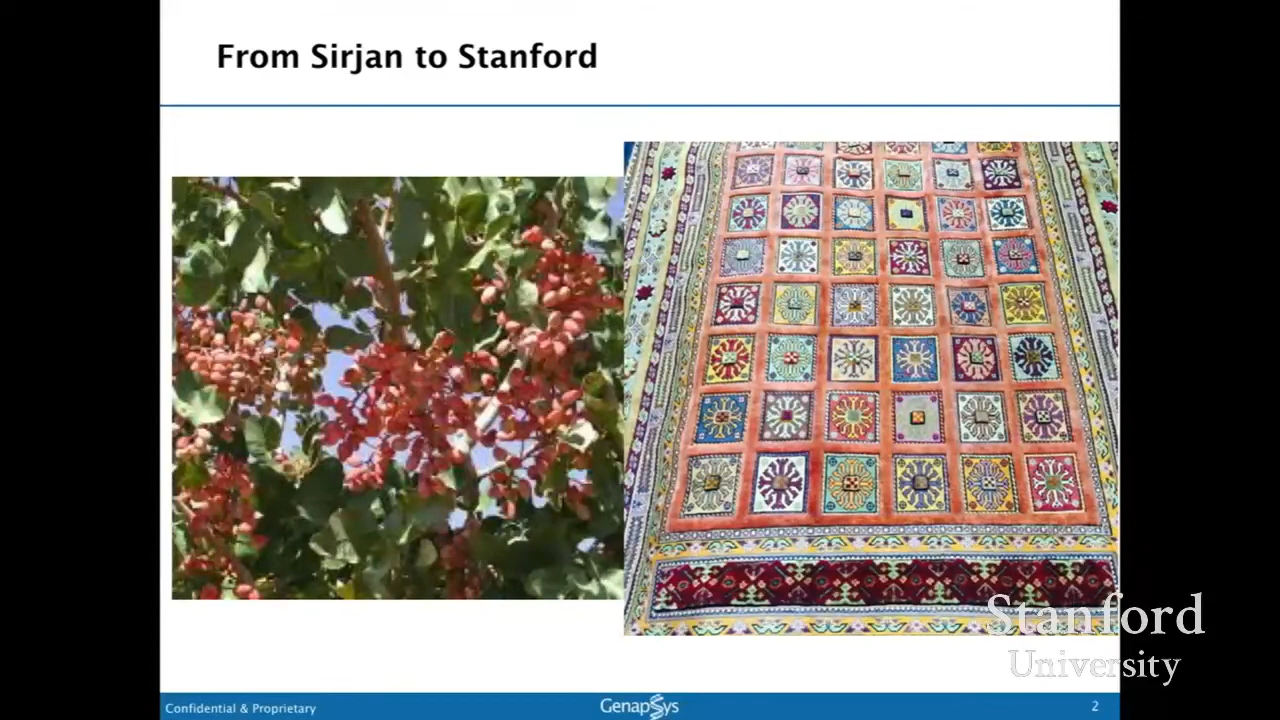 From Sirjan to Stanford
Stanford
University
Confidential & Proprietary
GenapSys
2